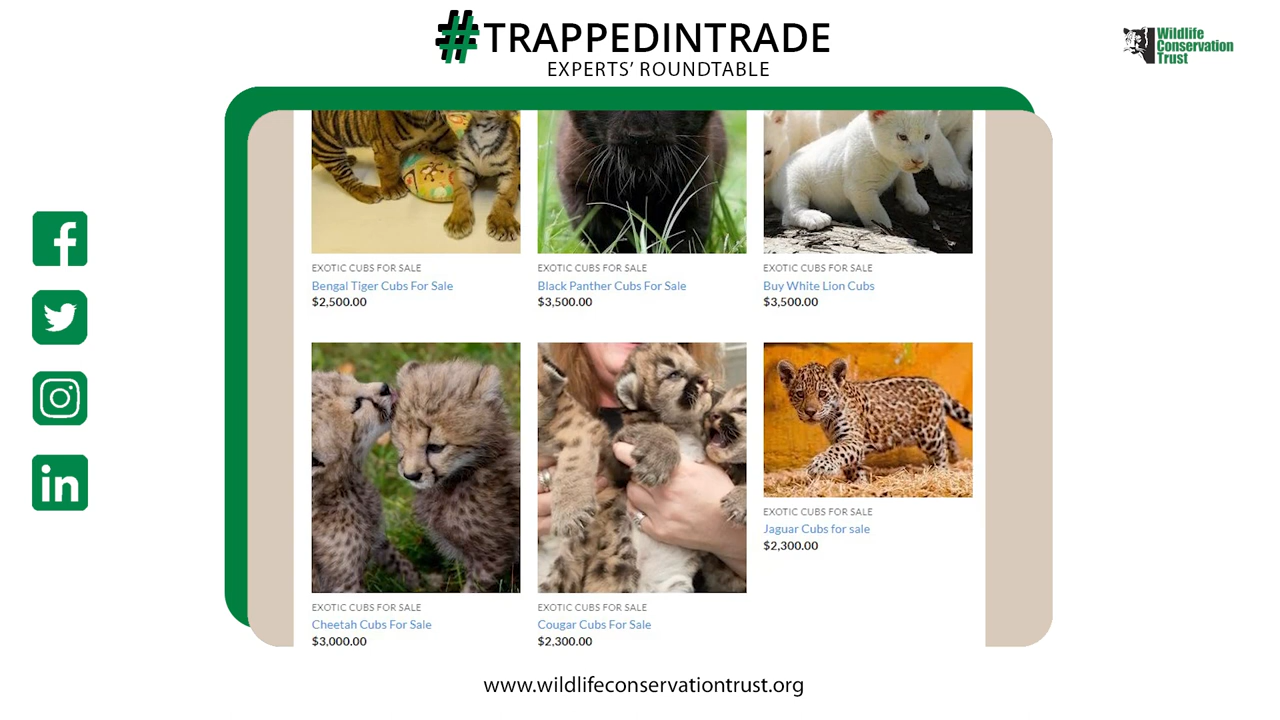 #TRAPPEDINTRADE
EXPERTS' ROUNDTABLE
Wildlife
Conservation
Trust
EXOTIC CUBS FOR SALE
Bengal Tiger Cubs For Sale
$2,500.00
EXOTIC CUBS FOR SALE
Black Panther Cubs For Sale
$3,500.00
EXOTIC CUBS FOR SALE
Buy White Lion Cubs
$3,500.00
EXOTIC CUBS FOR SALE
Cheetah Cubs For Sale
$3,000.00
EXOTIC CUBS FOR SALE
Cougar Cubs For Sale
$2,300.00
EXOTIC CUBS FOR SALE
Jaguar Cubs for sale
$2,300.00
www.wildlifeconservationtrust.org